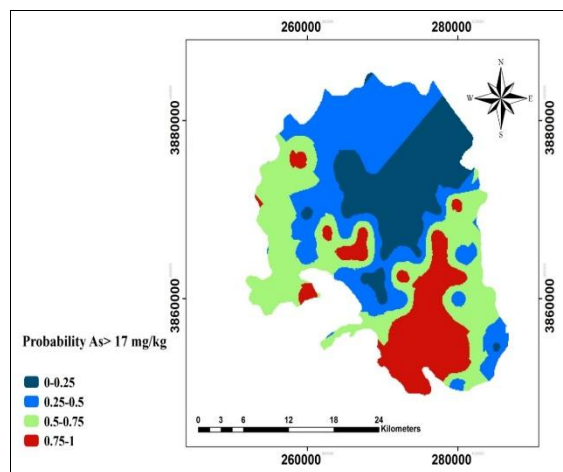 260000 280000
N
W E
S
3880000 3880000
3860000 3860000
Probability As> 17 mg/kg
0-0.25
0.25-0.5
0.5-0.75
0.75-1
0 3 6 12 18 24
Kilometers
260000 280000